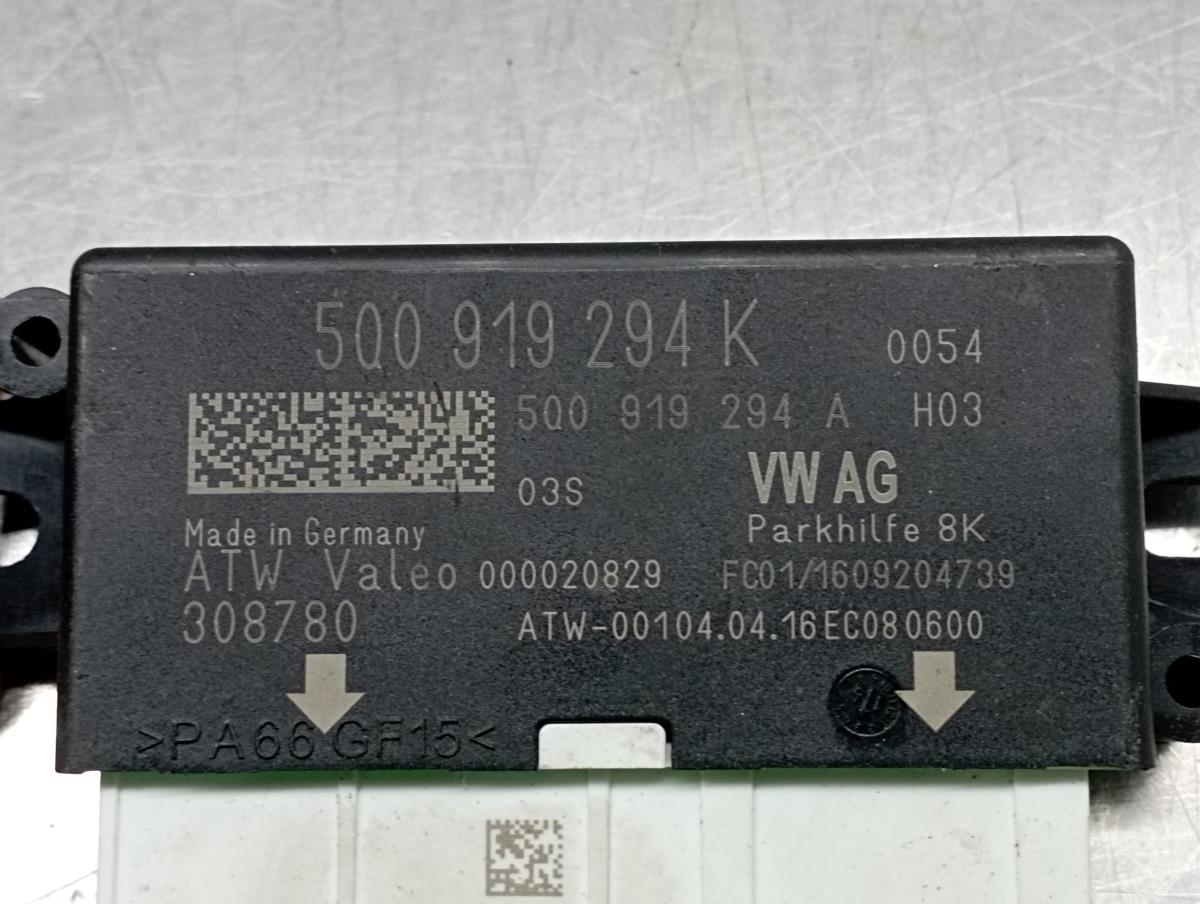 5Q0 919 294 K 0054
5Q0 919 294 A H03
03S VW AG
Made in Germany Parkhilfe 8K
ATW Valeo 000020829 FC01/1609204739
308780 ATW-00104.04.16EC080600
>PA66 GF15<